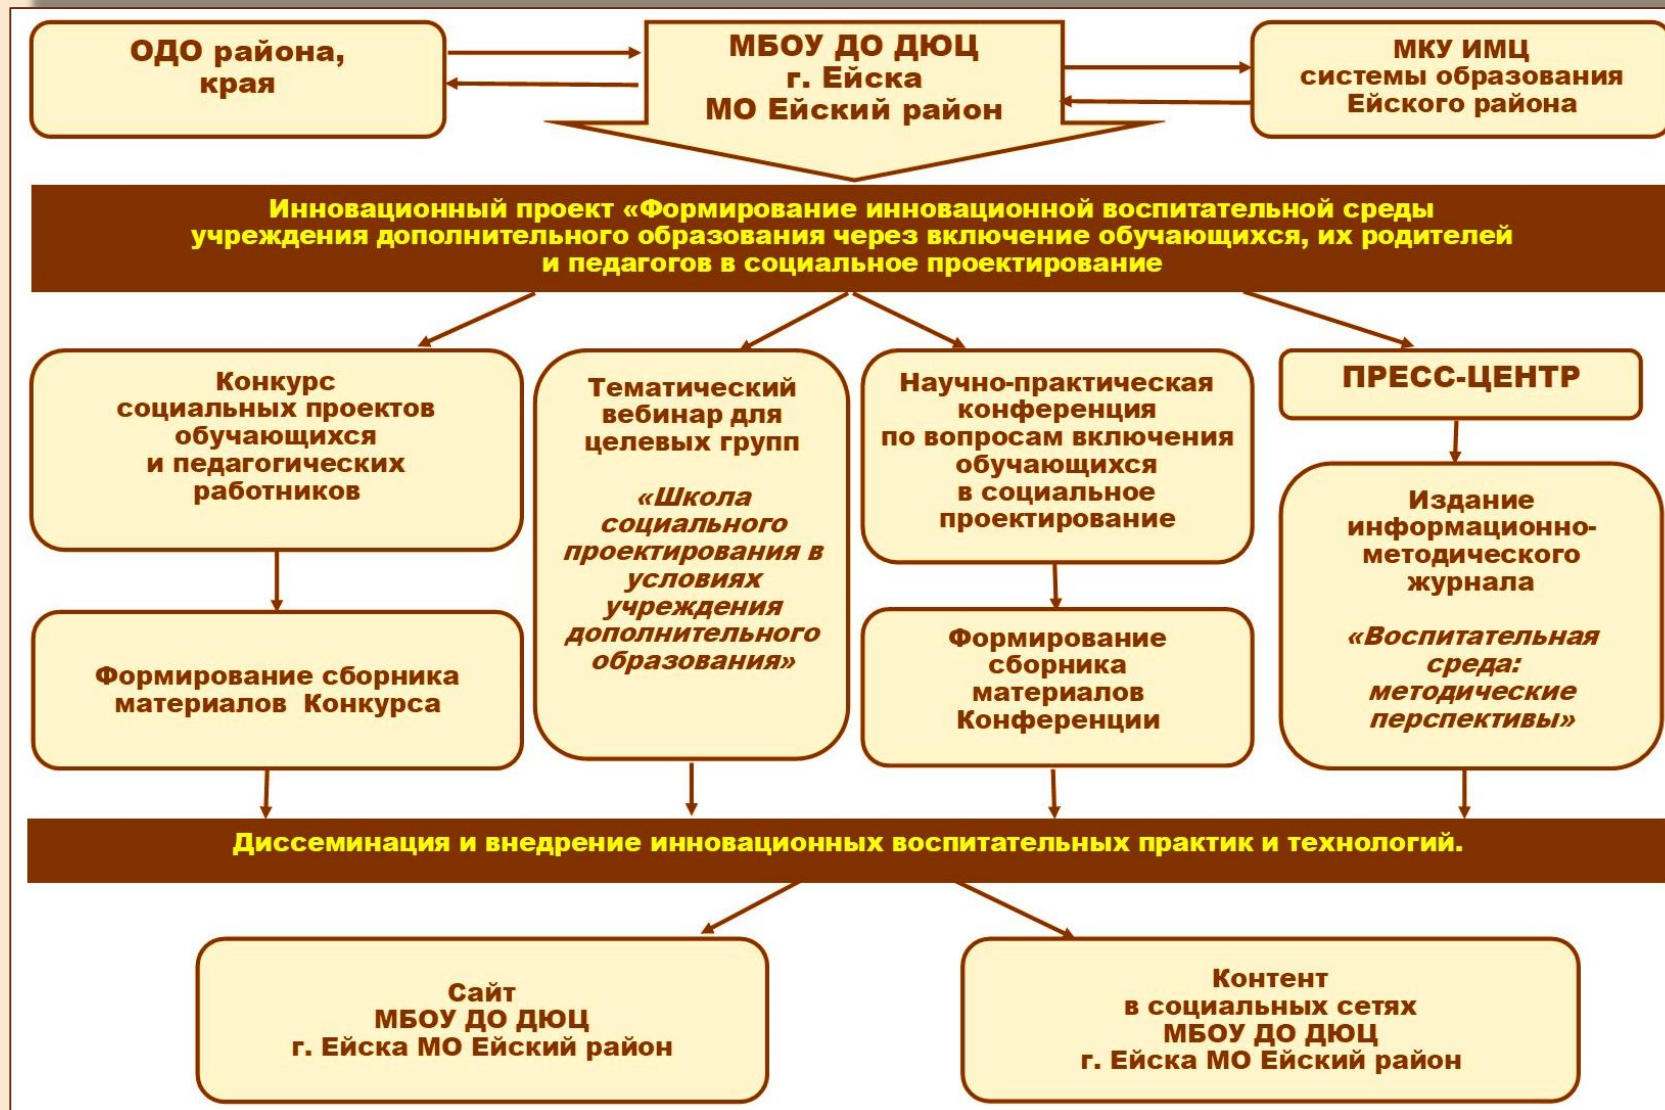 ОДО района,
края
МБОУ ДО ДЮЦ
г. Ейска
МО Ейский район
МКУ ИМЦ
системы образования
Ейского района
Инновационный проект «Формирование инновационной воспитательной среды
учреждения дополнительного образования через включение обучающихся, их родителей
и педагогов в социальное проектирование
Конкурс
социальных проектов
обучающихся
и педагогических
работников
Тематический
вебинар для
целевых групп
«Школа
социального
проектирования в
условиях
учреждения
дополнительного
образования»
Научно-практическая
конференция
по вопросам включения
обучающихся
в социальное
проектирование
ПРЕСС-ЦЕНТР
Издание
информационно-
методического
журнала
«Воспитательная
среда:
методические
перспективы»
Формирование сборника
материалов  Конкурса
Формирование
сборника
материалов
Конференции
Диссеминация и внедрение инновационных воспитательных практик и технологий.
Сайт
МБОУ ДО ДЮЦ
г. Ейска МО Ейский район
Контент
в социальных сетях
МБОУ ДО ДЮЦ
г. Ейска МО Ейский район